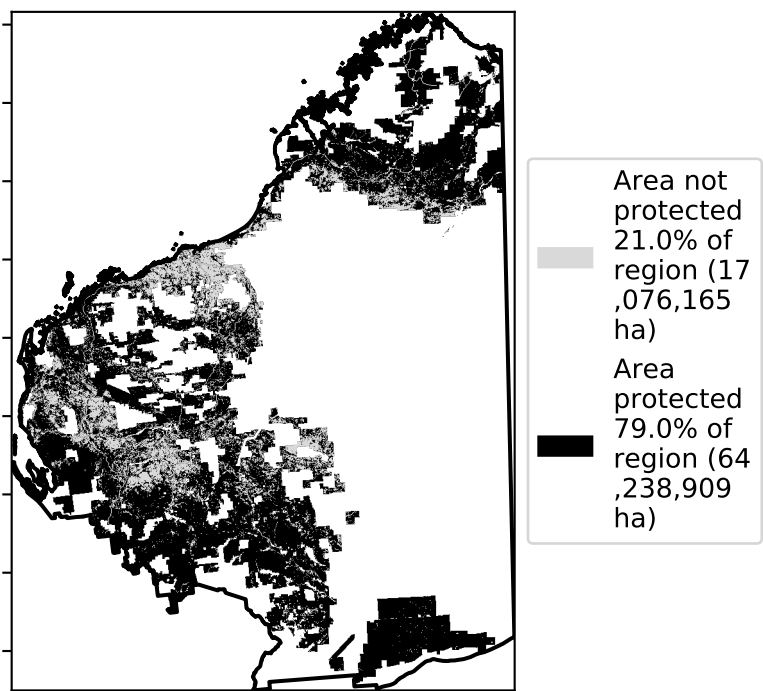 Area not
protected
21.0% of
region (17
,076,165
ha)
Area
protected
79.0% of
region (64
,238,909
ha)